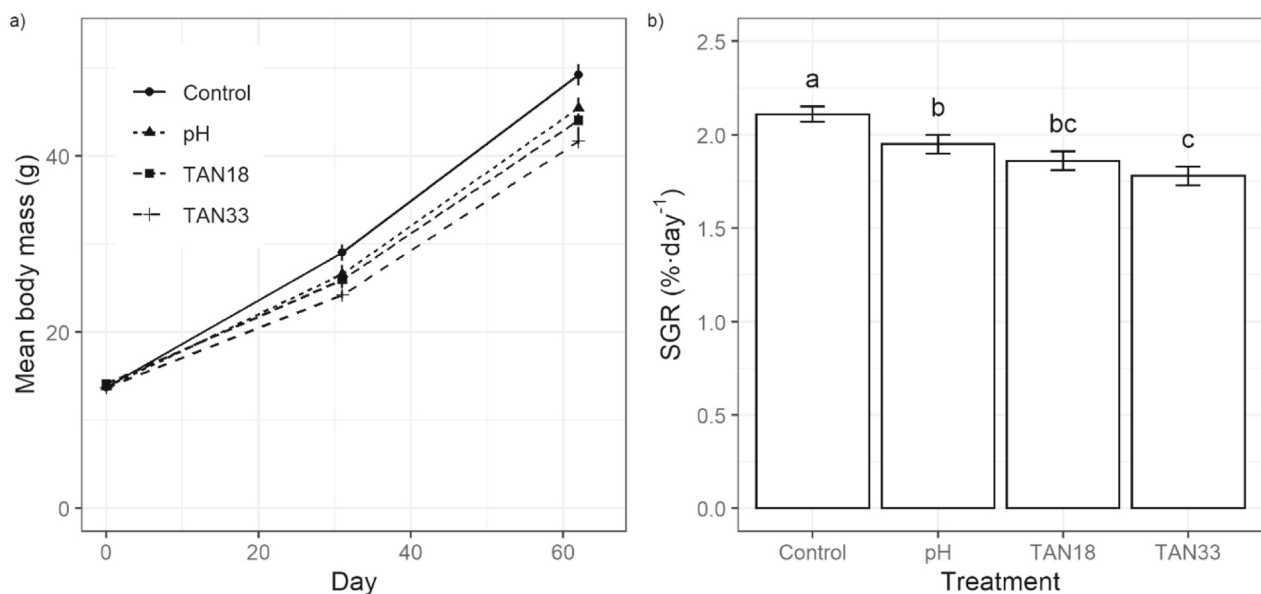 a)
Control
pH
TAN18
TAN33
Mean body mass (g)
40
20
0
0
20
40
60
Day
b)
SGR (%·day⁻¹)
2.5
2.0
1.5
1.0
0.5
0.0
a
b
bc
c
Control
pH
TAN18
TAN33
Treatment